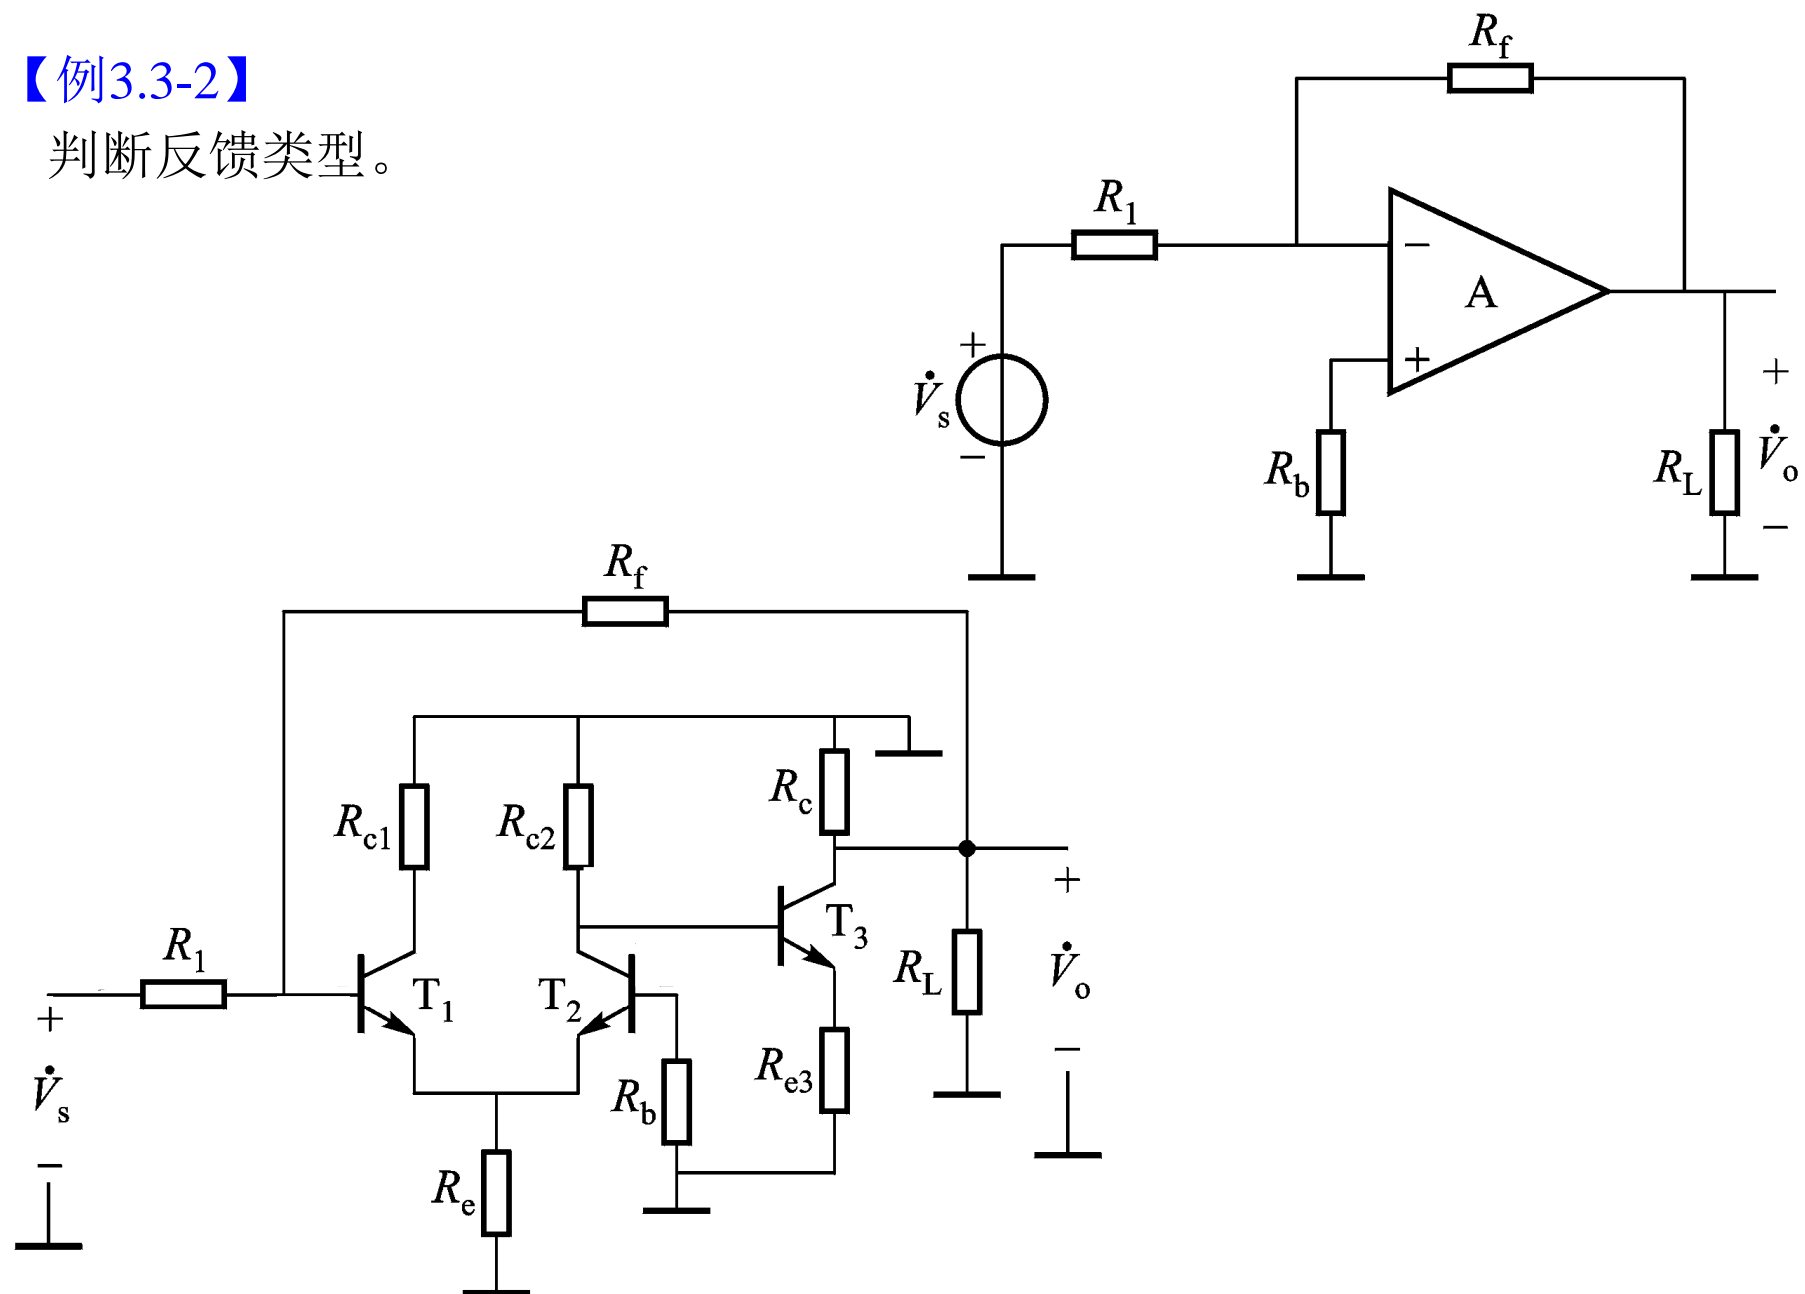 【例3.3-2】
判断反馈类型。
Rf
R1
A
−
+
+
V̇s
−
Rb
RL
+
V̇o
−
Rf
Rc1
Rc2
Rc
R1
T1
T2
T3
RL
+
V̇o
−
+
V̇s
−
Re
Rb
Re3